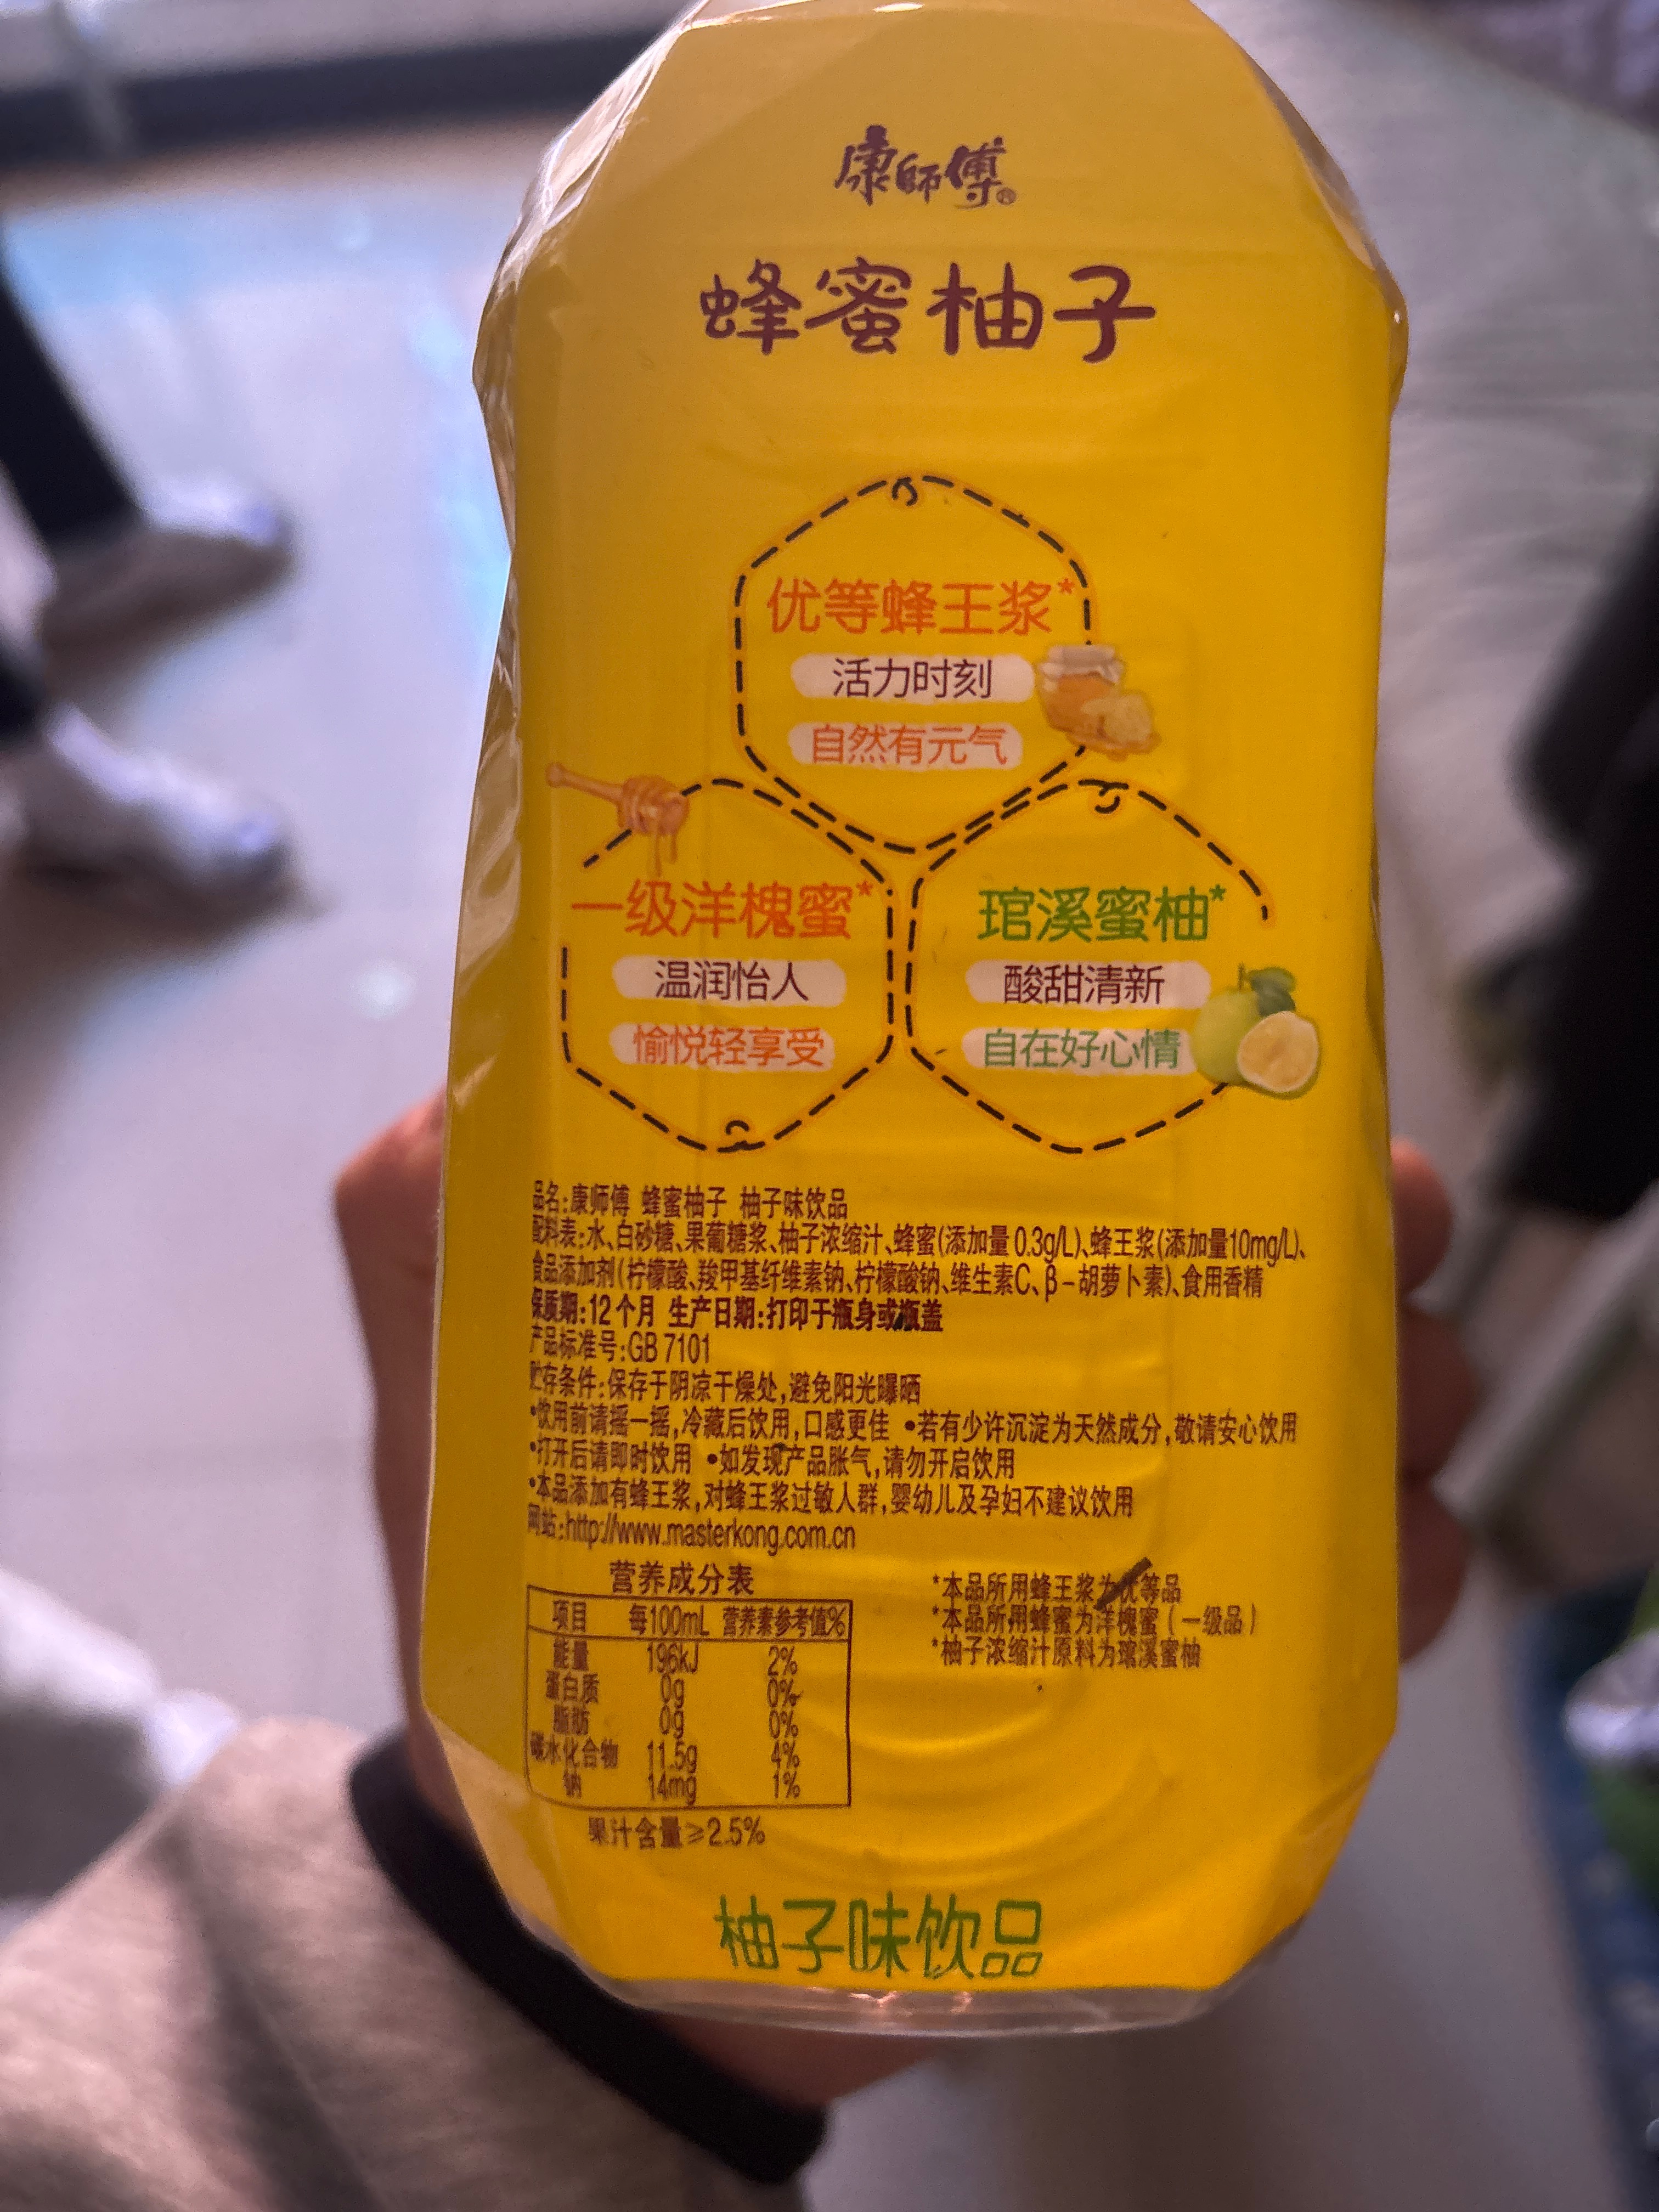 康師傅®
蜂蜜柚子
优等蜂王浆*
活力时刻
自然有元气
一级洋槐蜜*
温润怡人
愉悦轻享受
琯溪蜜柚*
酸甜清新
自在好心情
品名:康师傅 蜂蜜柚子 柚子味饮品
配料表:水、白砂糖、果葡糖浆、柚子浓缩汁、蜂蜜(添加量0.3g/L)、蜂王浆(添加量10mg/L)、
食品添加剂(柠檬酸、羧甲基纤维素钠、柠檬酸钠、维生素C、β-胡萝卜素)、食用香精
保质期:12个月 生产日期:打印于瓶身或瓶盖
产品标准号:GB 7101
贮存条件:保存于阴凉干燥处,避免阳光曝晒
•饮用前请摇一摇,冷藏后饮用,口感更佳 •若有少许沉淀为天然成分,敬请安心饮用
•打开后请即时饮用 •如发现产品胀气,请勿开启饮用
•本品添加有蜂王浆,对蜂王浆过敏人群,婴幼儿及孕妇不建议饮用
网站:http://www.masterkong.com.cn
营养成分表
项目 每100mL 营养素参考值%
能量 196kJ 2%
蛋白质 0g 0%
脂肪 0g 0%
碳水化合物 11.5g 4%
钠 14mg 1%
果汁含量≥2.5%
*本品所用蜂王浆为优等品
*本品所用蜂蜜为洋槐蜜(一级品)
*柚子浓缩汁原料为琯溪蜜柚
柚子味饮品